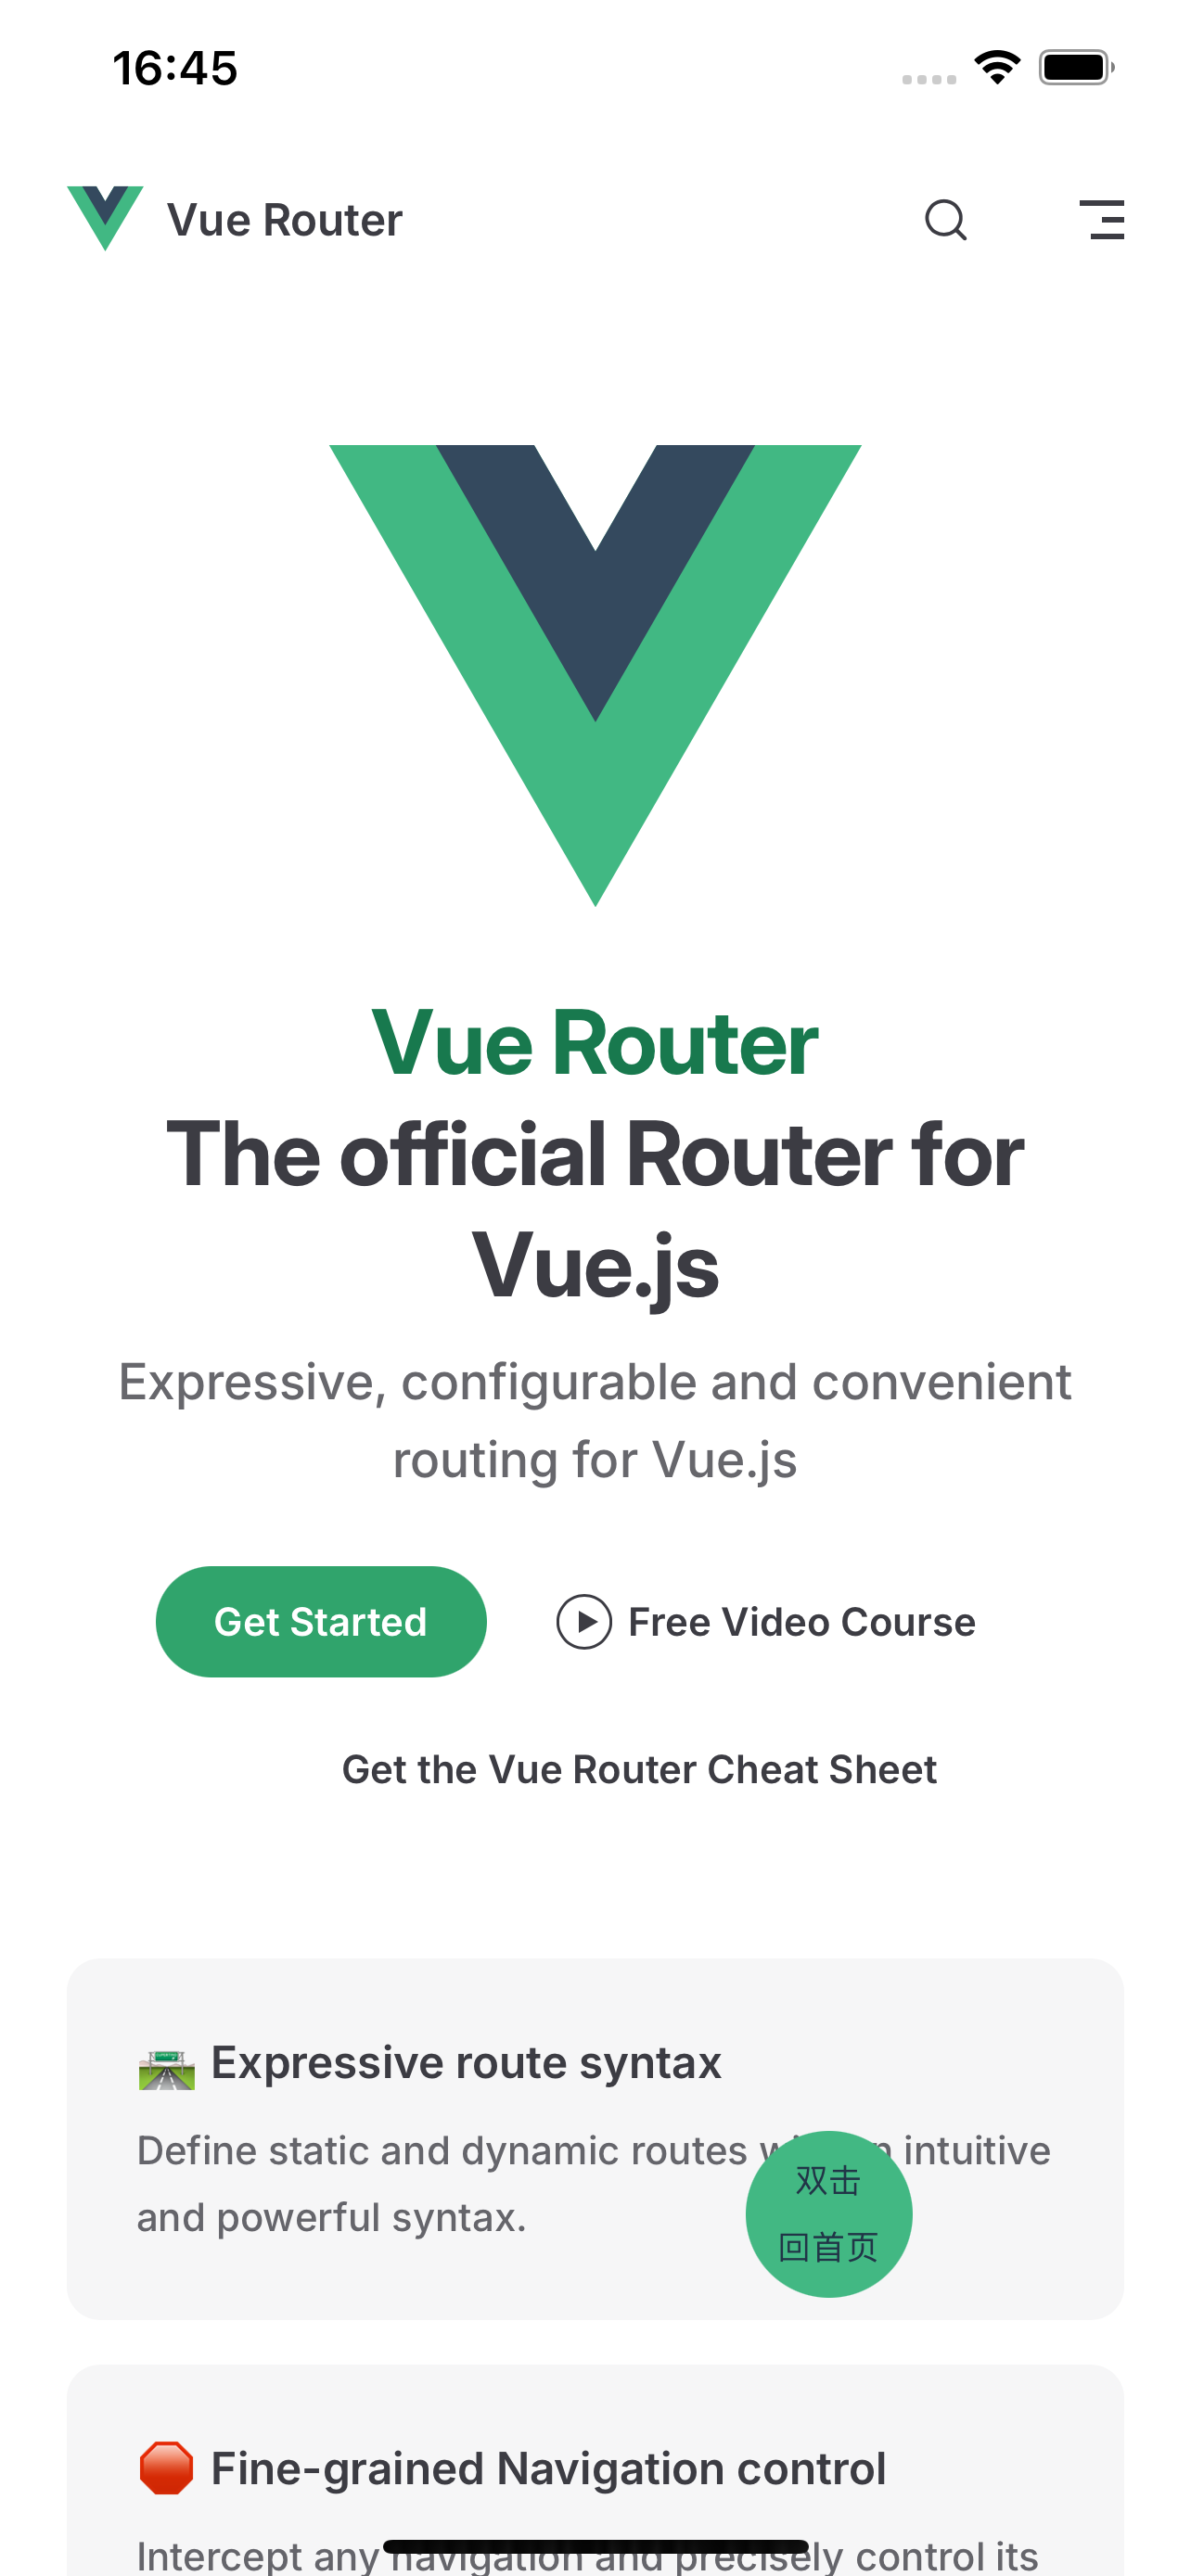 16:45
Vue Router
Vue Router
The official Router for
Vue.js
Expressive, configurable and convenient
routing for Vue.js
Get Started
Free Video Course
Get the Vue Router Cheat Sheet
Expressive route syntax
Define static and dynamic routes intuitive
and powerful syntax.
双击
回首页
Fine-grained Navigation control
Intercept any navigation and precisely control its